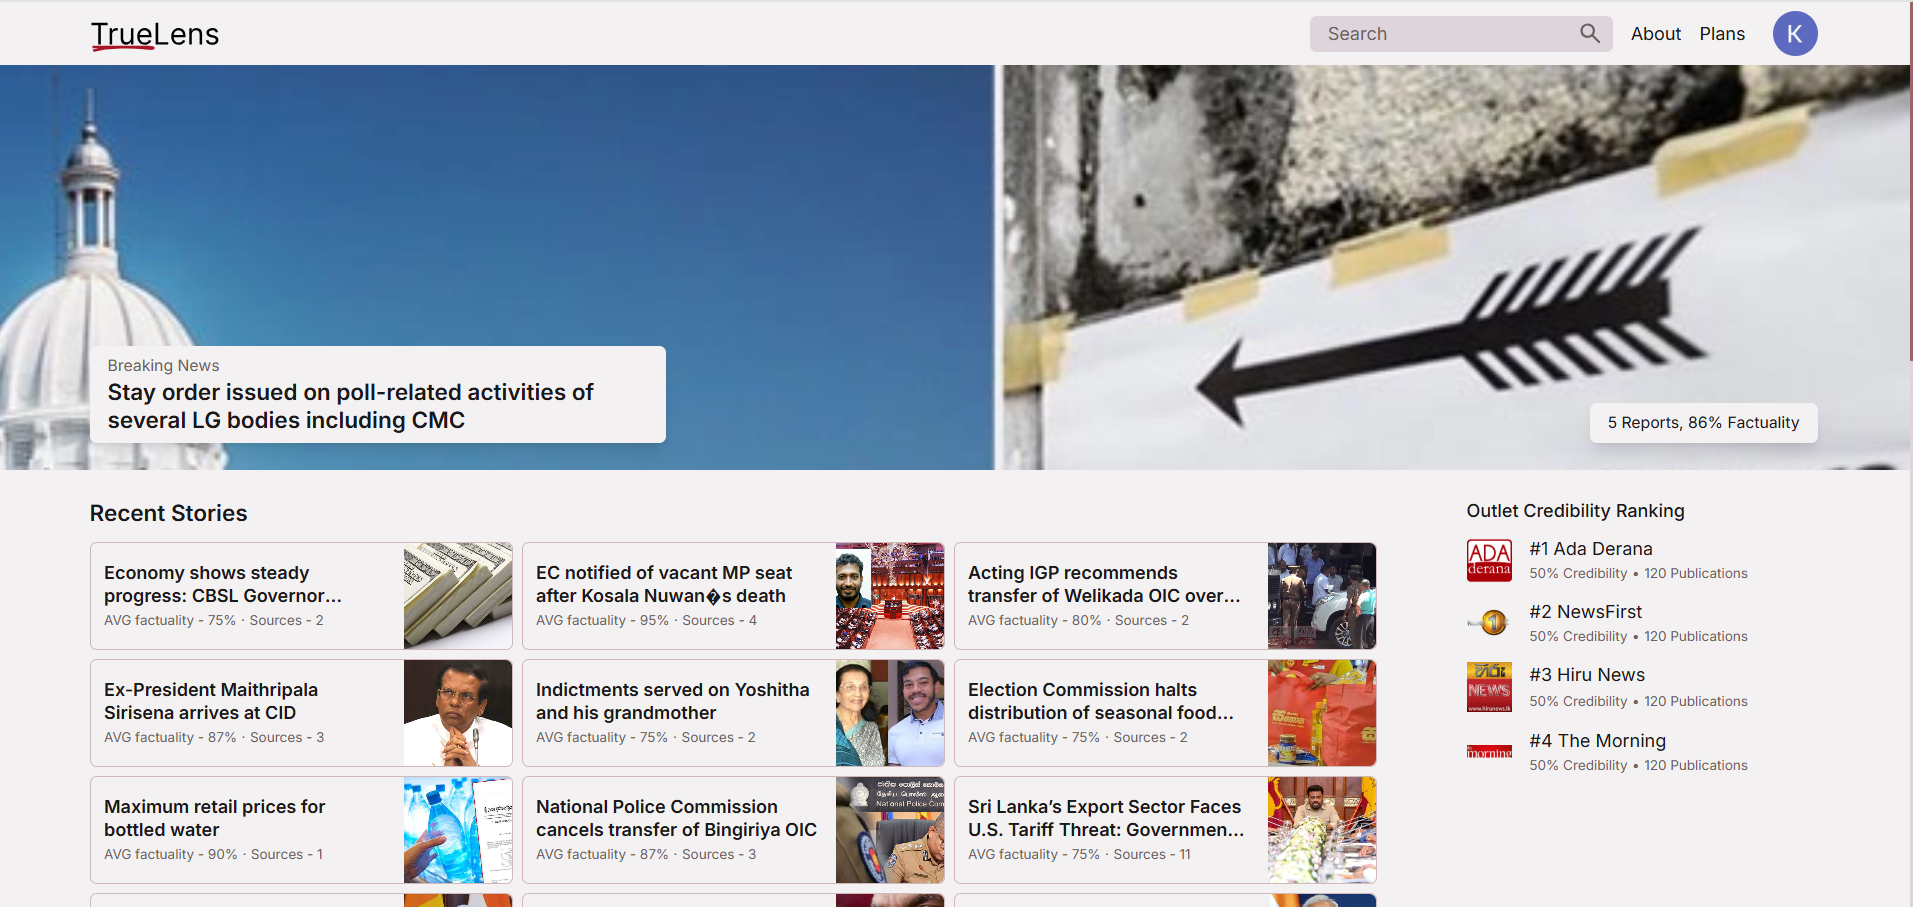 TrueLens
Search
About
Plans
K
Breaking News
Stay order issued on poll-related activities of
several LG bodies including CMC
5 Reports, 86% Factuality
Recent Stories
Economy shows steady
progress: CBSL Governor...
AVG factuality - 75% · Sources - 2
EC notified of vacant MP seat
after Kosala Nuwan�s death
AVG factuality - 95% · Sources - 4
Acting IGP recommends
transfer of Welikada OIC over...
AVG factuality - 80% · Sources - 2
Ex-President Maithripala
Sirisena arrives at CID
AVG factuality - 87% · Sources - 3
Indictments served on Yoshitha
and his grandmother
AVG factuality - 75% · Sources - 2
Election Commission halts
distribution of seasonal food...
AVG factuality - 75% · Sources - 2
Maximum retail prices for
bottled water
AVG factuality - 90% · Sources - 1
National Police Commission
cancels transfer of Bingiriya OIC
AVG factuality - 87% · Sources - 3
National Police Com
Sri Lanka’s Export Sector Faces
U.S. Tariff Threat: Governmen...
AVG factuality - 75% · Sources - 11
Outlet Credibility Ranking
ADA
derana
#1 Ada Derana
50% Credibility • 120 Publications
1
#2 NewsFirst
50% Credibility • 120 Publications
හිරු
NEWS
www.hirunews.lk
#3 Hiru News
50% Credibility • 120 Publications
morning
#4 The Morning
50% Credibility • 120 Publications